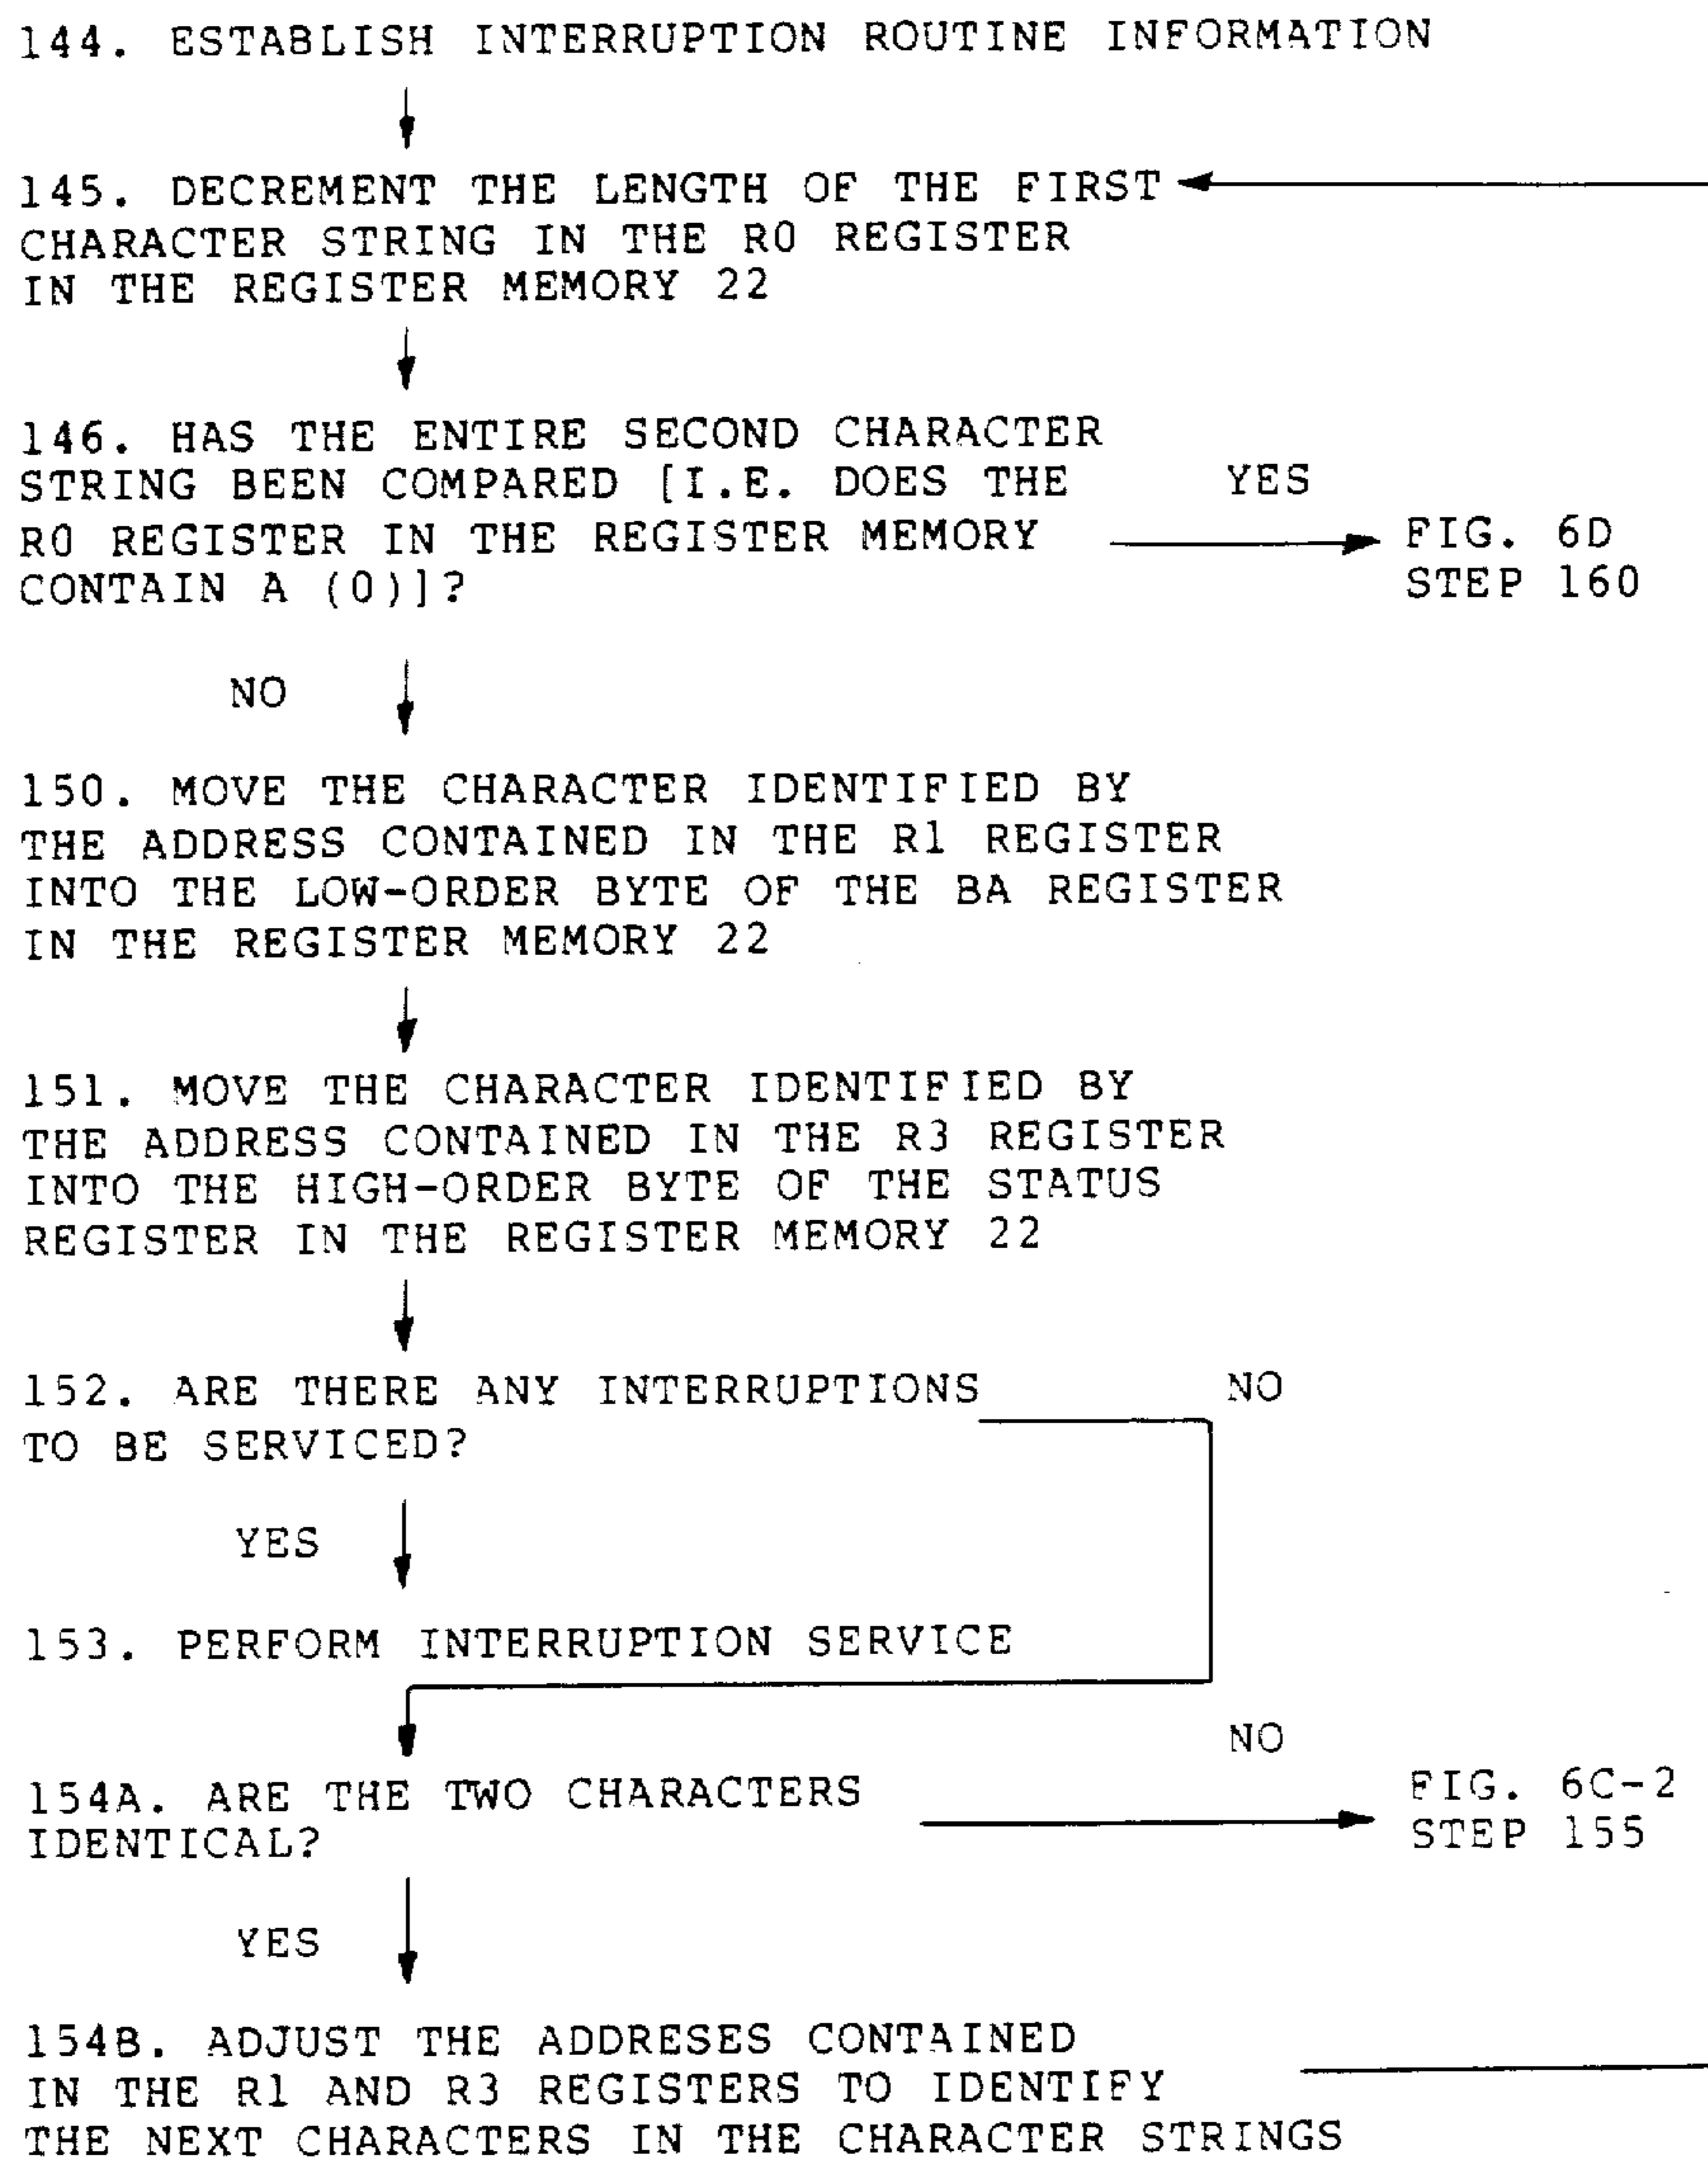 144. ESTABLISH INTERRUPTION ROUTINE INFORMATION
145. DECREMENT THE LENGTH OF THE FIRST
CHARACTER STRING IN THE R0 REGISTER
IN THE REGISTER MEMORY 22
146. HAS THE ENTIRE SECOND CHARACTER
STRING BEEN COMPARED [I.E. DOES THE
R0 REGISTER IN THE REGISTER MEMORY
CONTAIN A (0)]?
YES
FIG. 6D
STEP 160
NO
150. MOVE THE CHARACTER IDENTIFIED BY
THE ADDRESS CONTAINED IN THE R1 REGISTER
INTO THE LOW-ORDER BYTE OF THE BA REGISTER
IN THE REGISTER MEMORY 22
151. MOVE THE CHARACTER IDENTIFIED BY
THE ADDRESS CONTAINED IN THE R3 REGISTER
INTO THE HIGH-ORDER BYTE OF THE STATUS
REGISTER IN THE REGISTER MEMORY 22
152. ARE THERE ANY INTERRUPTIONS
TO BE SERVICED?
NO
YES
153. PERFORM INTERRUPTION SERVICE
154A. ARE THE TWO CHARACTERS
IDENTICAL?
NO
FIG. 6C-2
STEP 155
YES
154B. ADJUST THE ADDRESES CONTAINED
IN THE R1 AND R3 REGISTERS TO IDENTIFY
THE NEXT CHARACTERS IN THE CHARACTER STRINGS